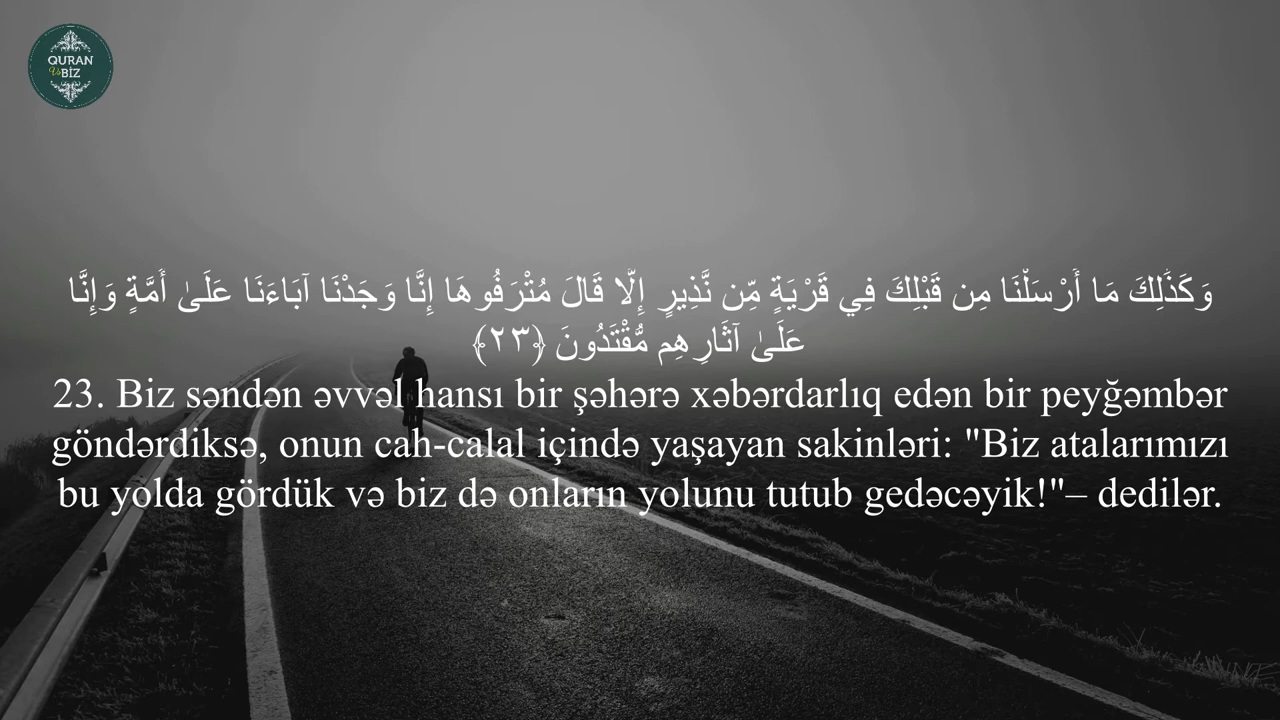 QURAN
Və BİZ
وَكَذَٰلِكَ مَا أَرْسَلْنَا مِن قَبْلِكَ فِي قَرْيَةٍ مِّن نَّذِيرٍ إِلَّا قَالَ مُتْرَفُوهَا إِنَّا وَجَدْنَا آبَاءَنَا عَلَىٰ أُمَّةٍ وَإِنَّا
عَلَىٰ آثَارِهِم مُّقْتَدُونَ ﴿٢٣﴾
23. Biz səndən əvvəl hansı bir şəhərə xəbərdarlıq edən bir peyğəmbər
göndərdiksə, onun cah-calal içində yaşayan sakinləri: "Biz atalarımızı
bu yolda gördük və biz də onların yolunu tutub gedəcəyik!"– dedilər.